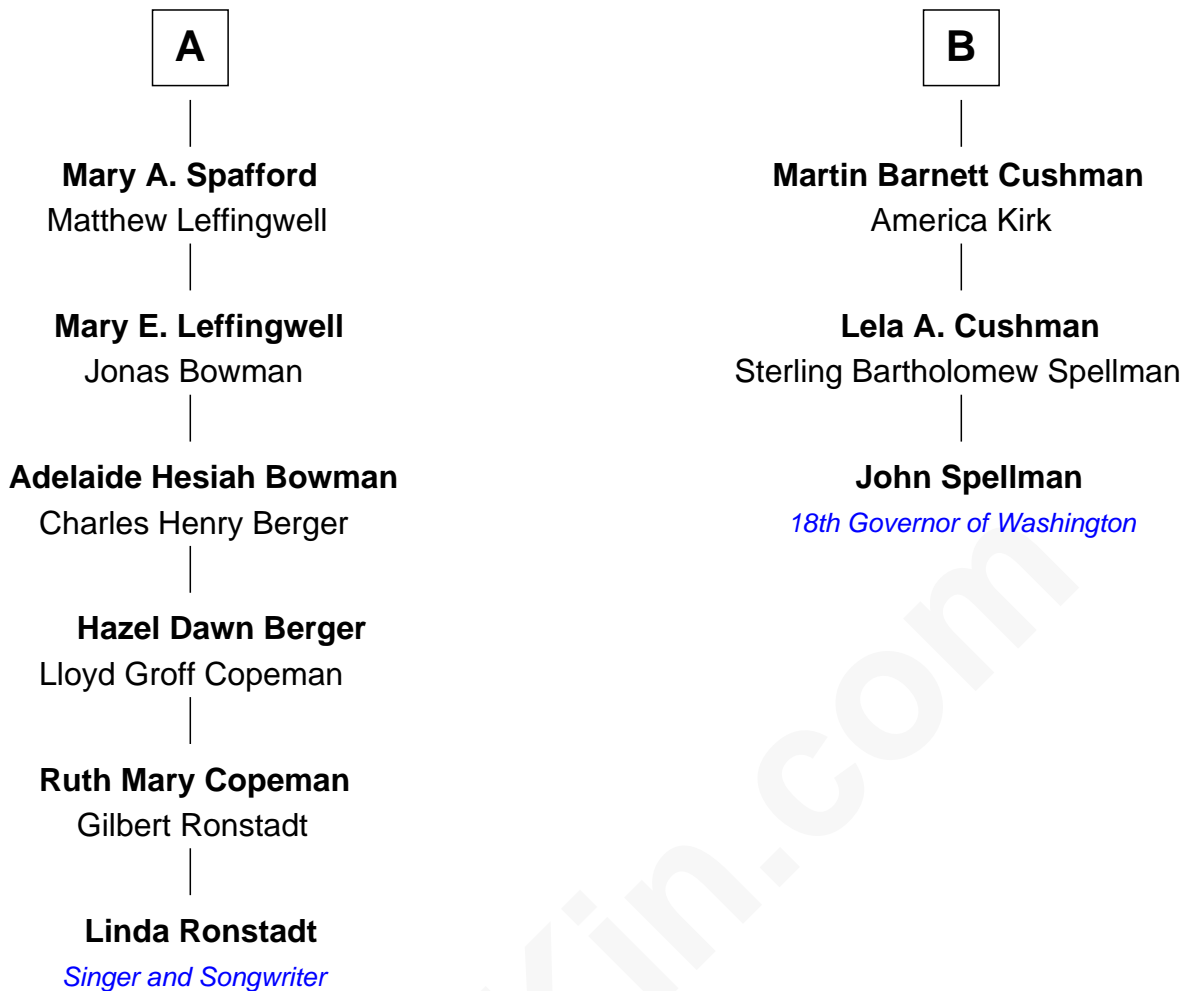 A
Mary A. Spafford
Matthew Leffingwell
Mary E. Leffingwell
Jonas Bowman
Adelaide Hesiah Bowman
Charles Henry Berger
Hazel Dawn Berger
Lloyd Groff Copeman
Ruth Mary Copeman
Gilbert Ronstadt
Linda Ronstadt
Singer and Songwriter
B
Martin Barnett Cushman
America Kirk
Lela A. Cushman
Sterling Bartholomew Spellman
John Spellman
18th Governor of Washington
Kin.com